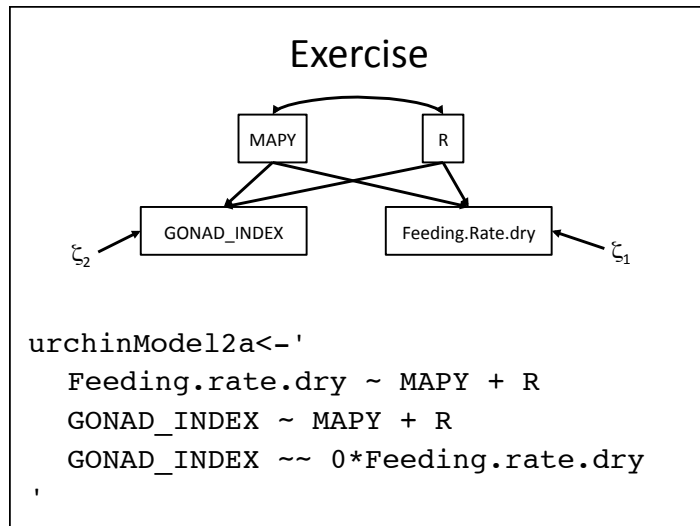 Exercise
MAPY
R
GONAD_INDEX
Feeding.Rate.dry
ζ2
ζ1
urchinModel2a<-'
Feeding.rate.dry ~ MAPY + R
GONAD_INDEX ~ MAPY + R
GONAD_INDEX ~~ 0*Feeding.rate.dry
'